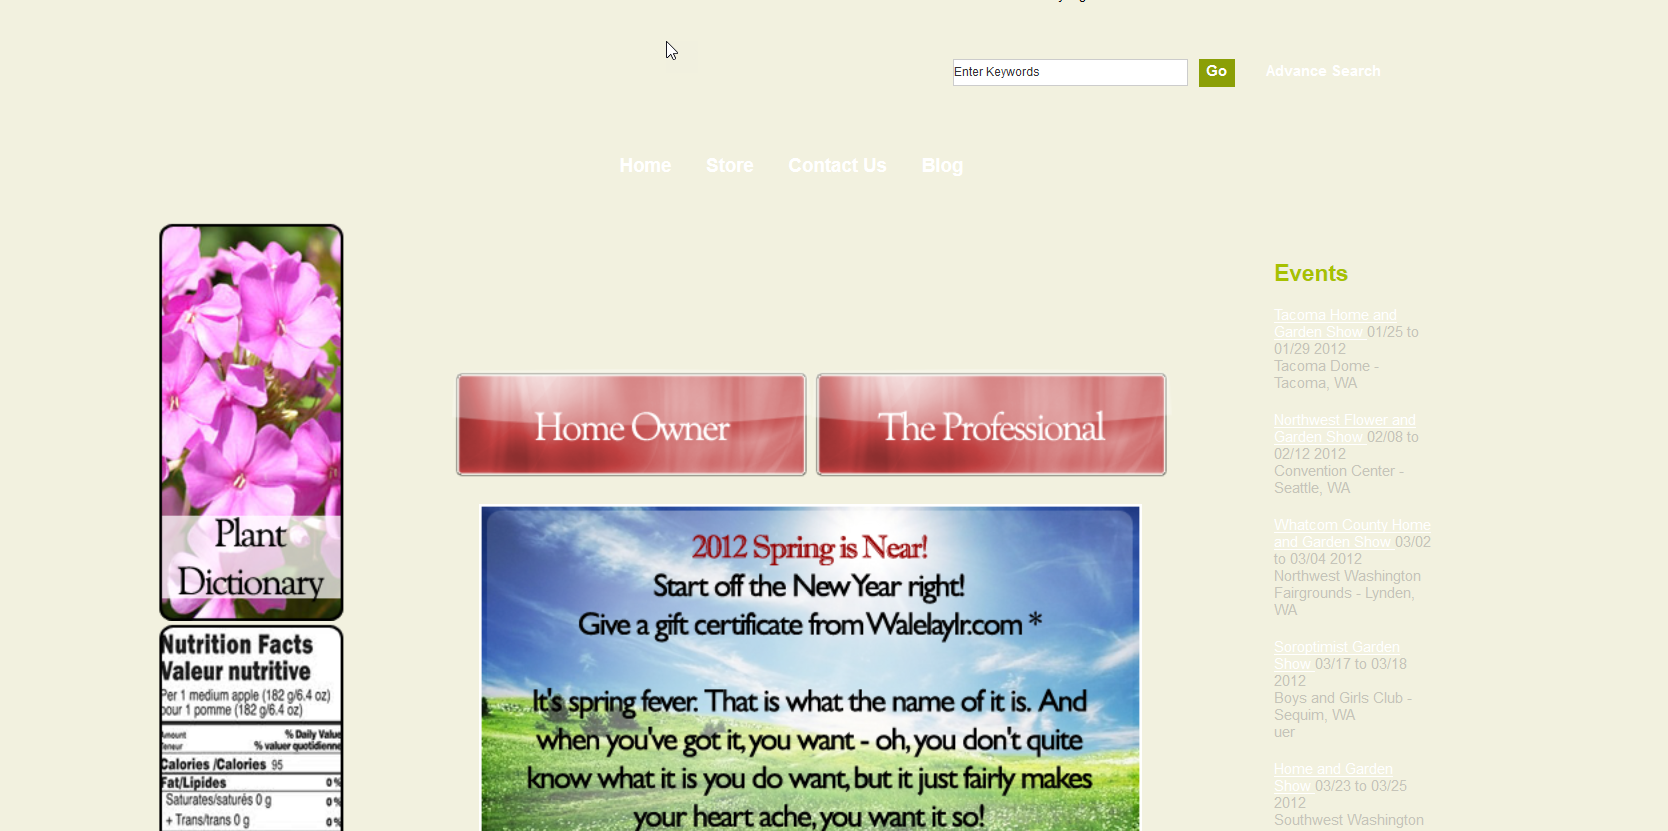 Enter Keywords
Go
Advance Search
Home
Store
Contact Us
Blog
Plant
Dictionary
Nutrition Facts
Valeur nutritive
Per 1 medium apple (182 g/6.4 oz)
pour 1 pomme (182 g/6.4 oz)
Amount
% Daily Value
Teneur
% valuer quotidienne
Calories /Calories 95
Fat/Lipides 0 %
Saturates/saturés 0 g 0 %
+ Trans/trans 0 g 0 %
Home Owner
The Professional
2012 Spring is Near!
Start off the New Year right!
Give a gift certificate from Walelaylr.com *
It's spring fever. That is what the name of it is. And
when you've got it, you want - oh, you don't quite
know what it is you do want, but it just fairly makes
your heart ache, you want it so!
Events
Tacoma Home and
Garden Show 01/25 to
01/29 2012
Tacoma Dome -
Tacoma, WA
Northwest Flower and
Garden Show 02/08 to
02/12 2012
Convention Center -
Seattle, WA
Whatcom County Home
and Garden Show 03/02
to 03/04 2012
Northwest Washington
Fairgrounds - Lynden,
WA
Soroptimist Garden
Show 03/17 to 03/18
2012
Boys and Girls Club -
Sequim, WA
uer
Home and Garden
Show 03/23 to 03/25
2012
Southwest Washington